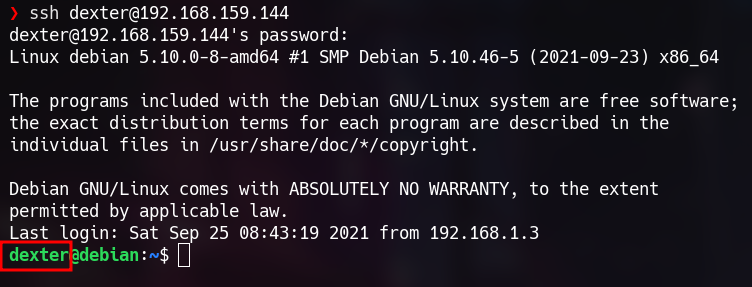 ❯ ssh dexter@192.168.159.144
dexter@192.168.159.144's password:
Linux debian 5.10.0-8-amd64 #1 SMP Debian 5.10.46-5 (2021-09-23) x86_64
The programs included with the Debian GNU/Linux system are free software;
the exact distribution terms for each program are described in the
individual files in /usr/share/doc/*/copyright.
Debian GNU/Linux comes with ABSOLUTELY NO WARRANTY, to the extent
permitted by applicable law.
Last login: Sat Sep 25 08:43:19 2021 from 192.168.1.3
dexter@debian:~$